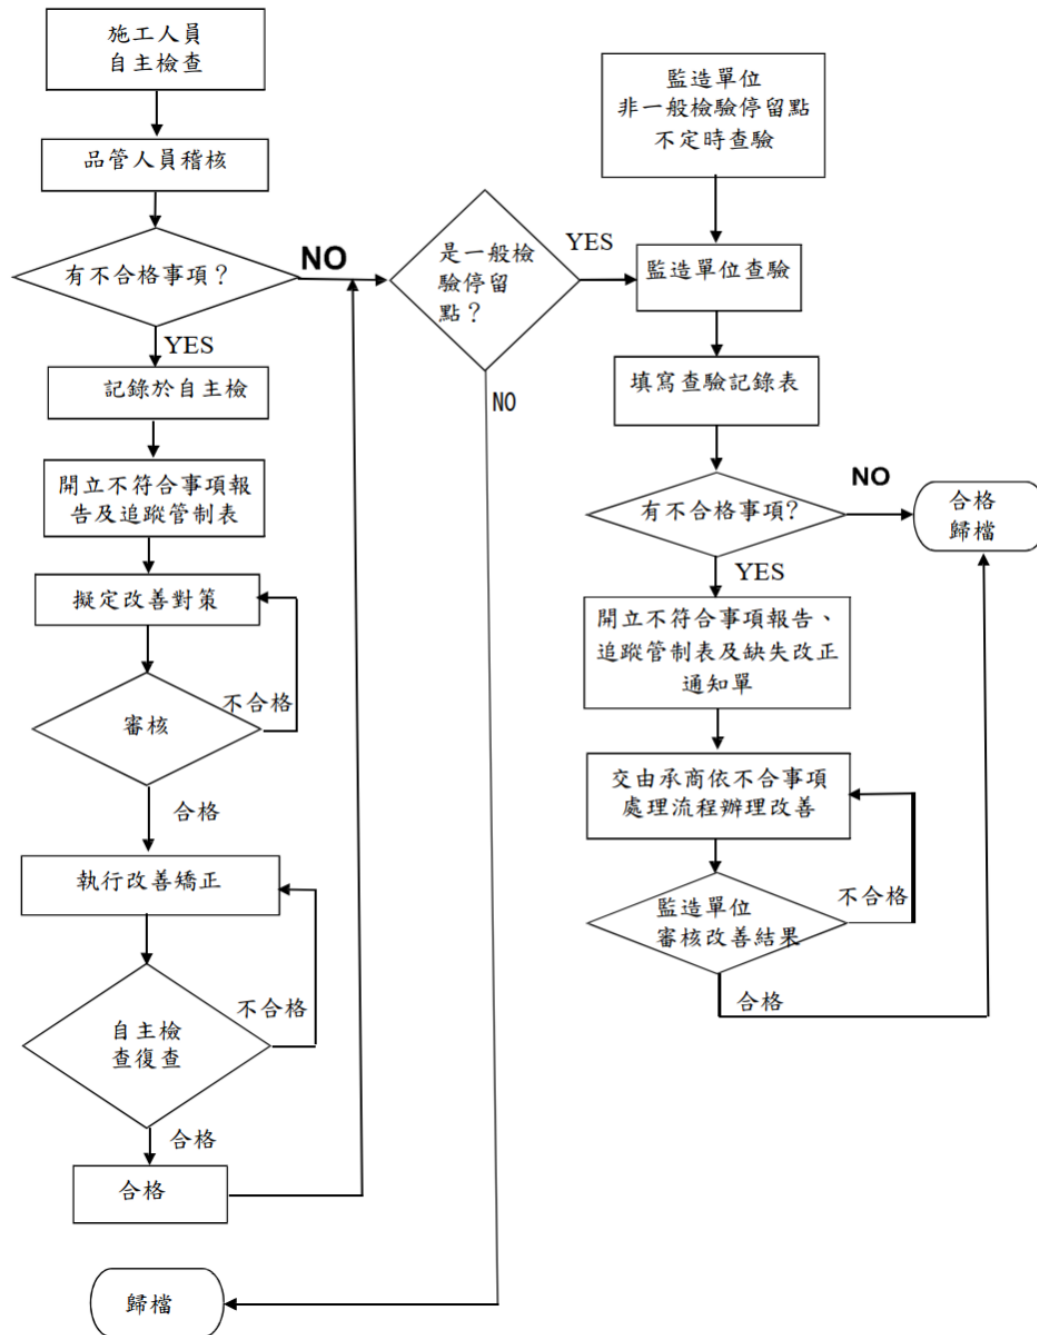 施工人員
自主檢查
品管人員稽核
有不合格事項？
NO
YES
記錄於自主檢
開立不符合事項報
告及追蹤管制表
擬定改善對策
審核
不合格
合格
執行改善矯正
不合格
自主檢
查復查
合格
合格
歸檔
是一般檢
驗停留
點？
YES
NO
監造單位
非一般檢驗停留點
不定時查驗
監造單位查驗
填寫查驗記錄表
有不合格事項？
NO
合格
歸檔
YES
開立不符合事項報告、
追蹤管制表及缺失改正
通知單
交由承商依不合事項
處理流程辦理改善
監造單位
審核改善結果
不合格
合格